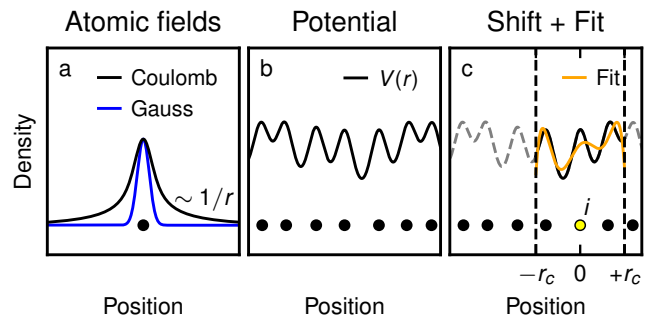 Atomic fields
Potential
Shift + Fit
Density
a
Coulomb
Gauss
~ 1/r
b
V(r)
c
Fit
i
−r_c 0 +r_c
Position
Position
Position